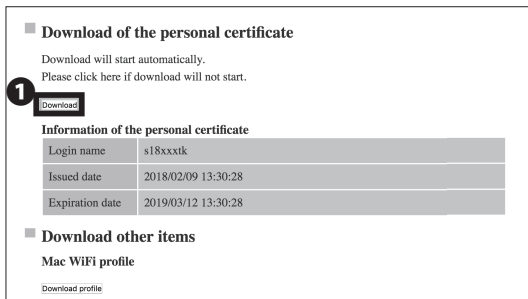 Download of the personal certificate
Download will start automatically.
Please click here if download will not start.
1
Download
Information of the personal certificate
Login name s18xxxtk
Issued date 2018/02/09 13:30:28
Expiration date 2019/03/12 13:30:28
Download other items
Mac WiFi profile
Download profile